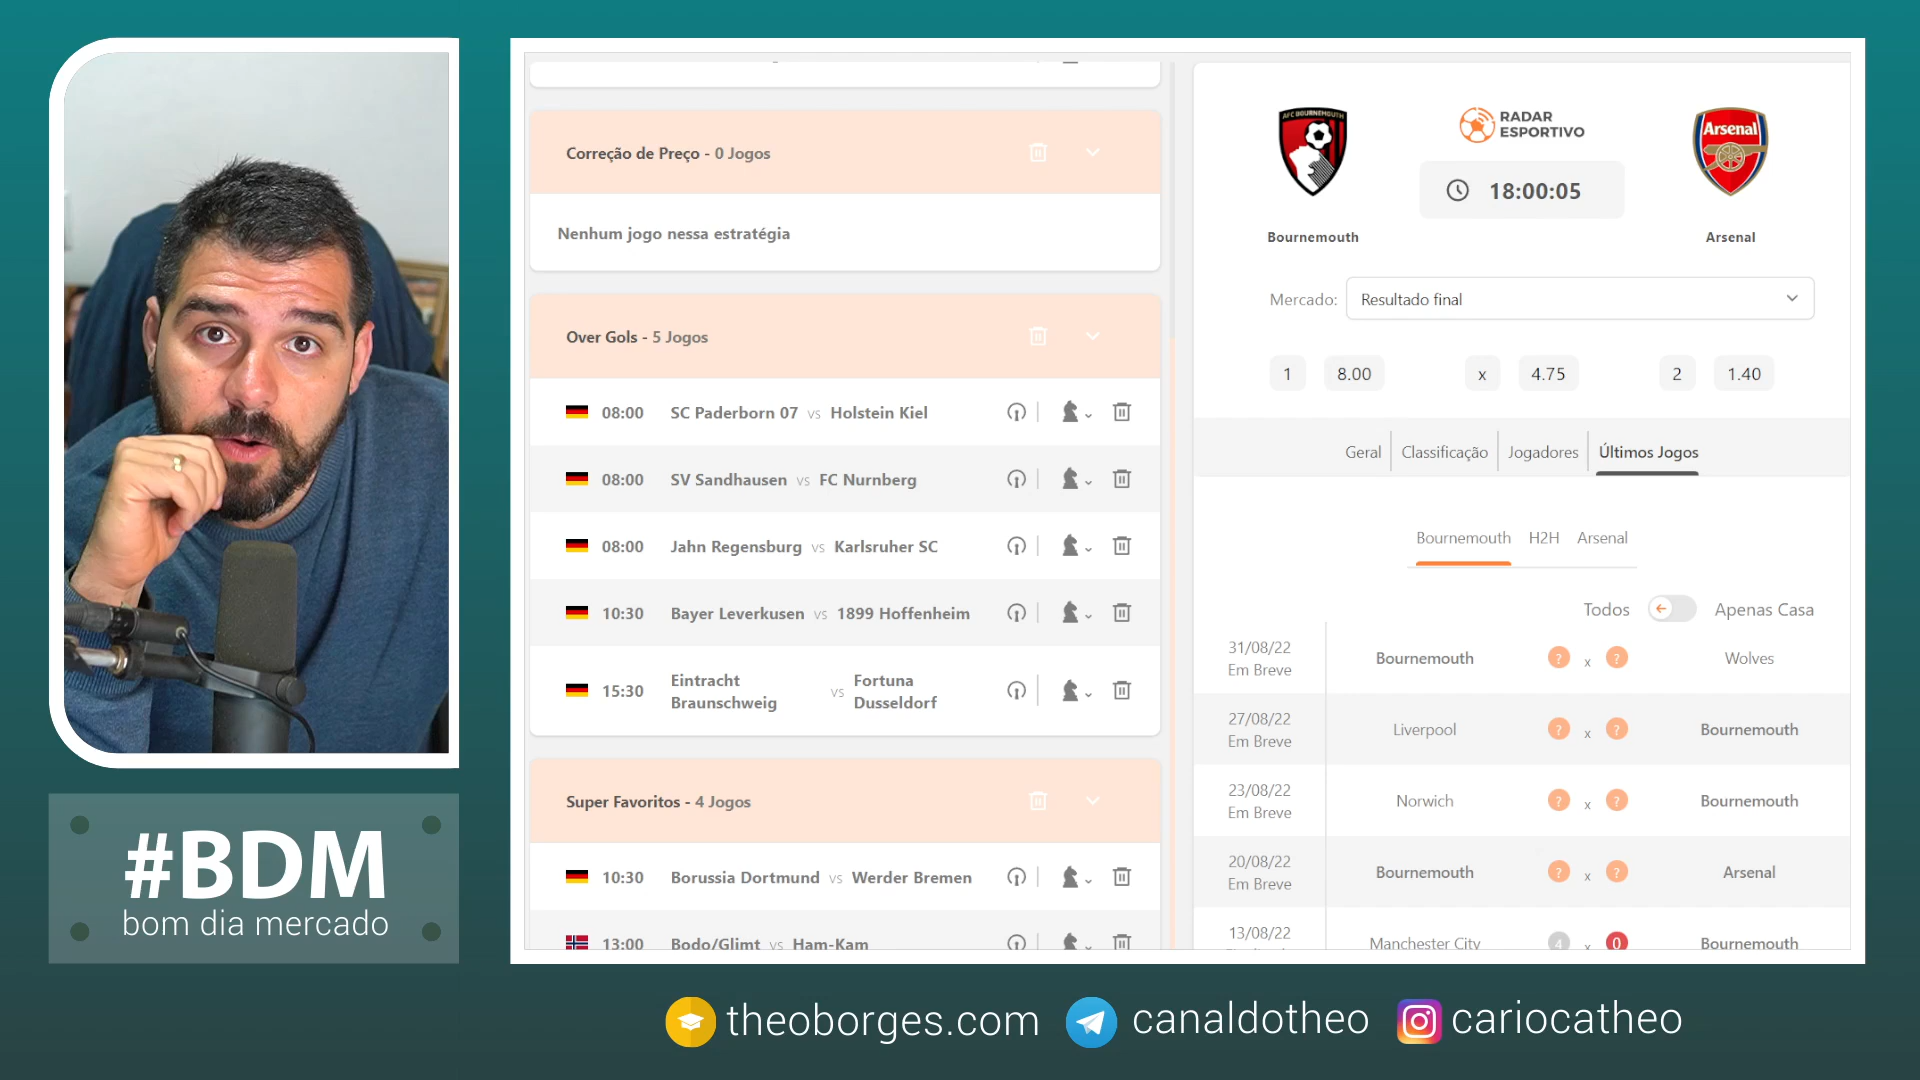 #BDM
bom dia mercado
Correção de Preço - 0 Jogos
Nenhum jogo nessa estratégia
Over Gols - 5 Jogos
08:00 SC Paderborn 07 vs Holstein Kiel
08:00 SV Sandhausen vs FC Nurnberg
08:00 Jahn Regensburg vs Karlsruher SC
10:30 Bayer Leverkusen vs 1899 Hoffenheim
15:30 Eintracht Braunschweig vs Fortuna Dusseldorf
Super Favoritos - 4 Jogos
10:30 Borussia Dortmund vs Werder Bremen
13:00 Bodo/Glimt vs Ham-Kam
AFC BOURNEMOUTH
RADAR
ESPORTIVO
Arsenal
18:00:05
Bournemouth
Arsenal
Mercado: Resultado final
1 8.00 x 4.75 2 1.40
Geral Classificação Jogadores Últimos Jogos
Bournemouth H2H Arsenal
Todos Apenas Casa
31/08/22
Em Breve
Bournemouth ? x ? Wolves
27/08/22
Em Breve
Liverpool ? x ? Bournemouth
23/08/22
Em Breve
Norwich ? x ? Bournemouth
20/08/22
Em Breve
Bournemouth ? x ? Arsenal
13/08/22
Manchester City 4 x 0 Bournemouth
theoborges.com canaldotheo cariocatheo